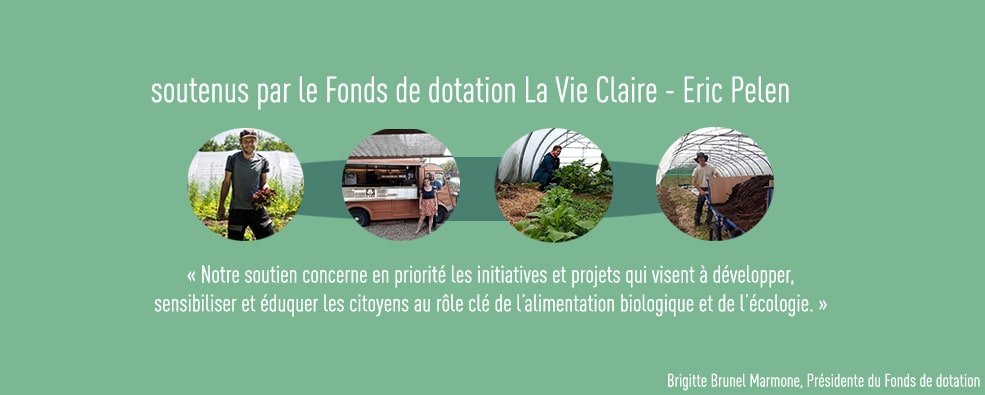 soutenus par le Fonds de dotation La Vie Claire - Eric Pelen
« Notre soutien concerne en priorité les initiatives et projets qui visent à développer,
sensibiliser et éduquer les citoyens au rôle clé de l’alimentation biologique et de l’écologie. »
Brigitte Brunel Marmone, Présidente du Fonds de dotation